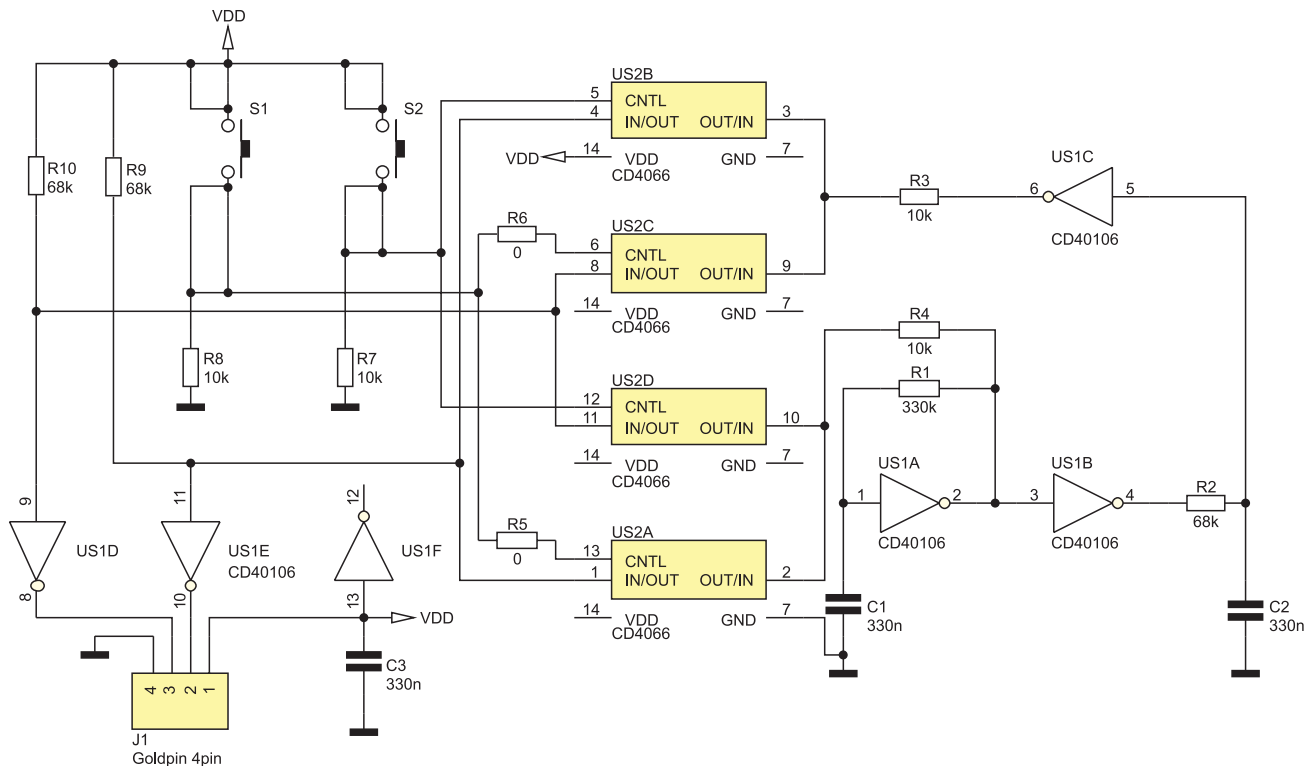 VDD
S1
S2
R10
68k
R9
68k
US2B
5
CNTL
3
4
IN/OUT
OUT/IN
VDD
14
VDD
GND
7
CD4066
US1C
R3
6
5
10k
CD40106
R6
0
US2C
6
CNTL
8
IN/OUT
OUT/IN
9
14
VDD
GND
7
CD4066
R8
10k
R7
10k
R4
10k
R1
330k
US2D
12
CNTL
11
IN/OUT
OUT/IN
10
14
VDD
GND
7
CD4066
US1A
1
2
CD40106
US1B
3
4
CD40106
R2
68k
9
US1D
8
11
US1E
CD40106
10
12
US1F
13
VDD
R5
0
US2A
13
CNTL
1
IN/OUT
OUT/IN
2
14
VDD
GND
7
CD4066
C1
330n
C2
330n
C3
330n
4
3
2
1
J1
Goldpin 4pin